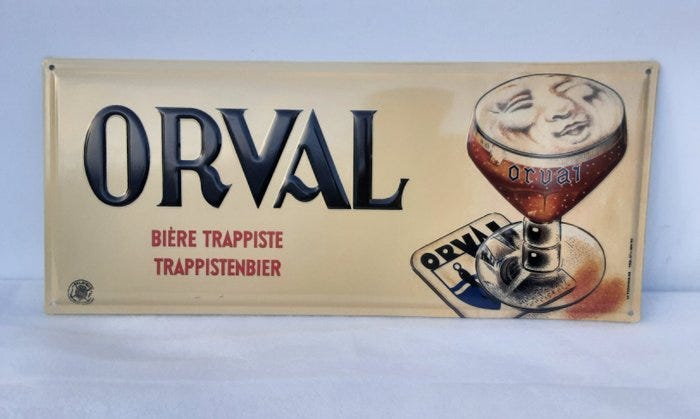 ORVAL
BIÈRE TRAPPISTE
TRAPPISTENBIER
orval
ORVAL